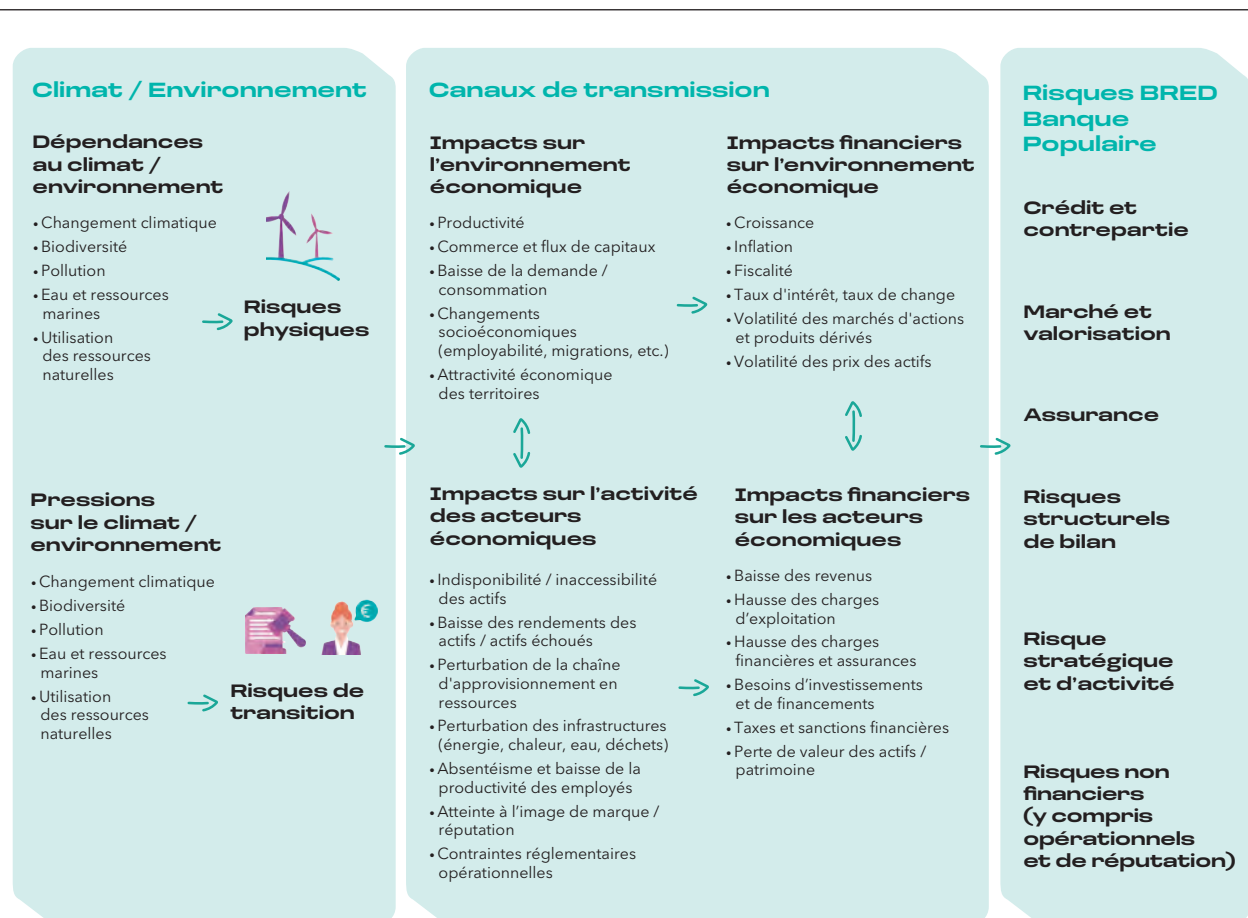 Climat / Environnement
Dépendances
au climat /
environnement
• Changement climatique
• Biodiversité
• Pollution
• Eau et ressources
marines
• Utilisation
des ressources
naturelles
Risques
physiques
Pressions
sur le climat /
environnement
• Changement climatique
• Biodiversité
• Pollution
• Eau et ressources
marines
• Utilisation
des ressources
naturelles
€
Risques de
transition
Canaux de transmission
Impacts sur
l'environnement
économique
• Productivité
• Commerce et flux de capitaux
• Baisse de la demande /
consommation
• Changements
socioéconomiques
(employabilité, migrations, etc.)
• Attractivité économique
des territoires
Impacts financiers
sur l'environnement
économique
• Croissance
• Inflation
• Fiscalité
• Taux d'intérêt, taux de change
• Volatilité des marchés d'actions
et produits dérivés
• Volatilité des prix des actifs
Impacts sur l'activité
des acteurs
économiques
• Indisponibilité / inaccessibilité
des actifs
• Baisse des rendements des
actifs / actifs échoués
• Perturbation de la chaîne
d'approvisionnement en
ressources
• Perturbation des infrastructures
(énergie, chaleur, eau, déchets)
• Absentéisme et baisse de la
productivité des employés
• Atteinte à l'image de marque /
réputation
• Contraintes réglementaires
opérationnelles
Impacts financiers
sur les acteurs
économiques
• Baisse des revenus
• Hausse des charges
d'exploitation
• Hausse des charges
financières et assurances
• Besoins d'investissements
et de financements
• Taxes et sanctions financières
• Perte de valeur des actifs /
patrimoine
Risques BRED
Banque
Populaire
Crédit et
contrepartie
Marché et
valorisation
Assurance
Risques
structurels
de bilan
Risque
stratégique
et d'activité
Risques non
financiers
(y compris
opérationnels
et de réputation)